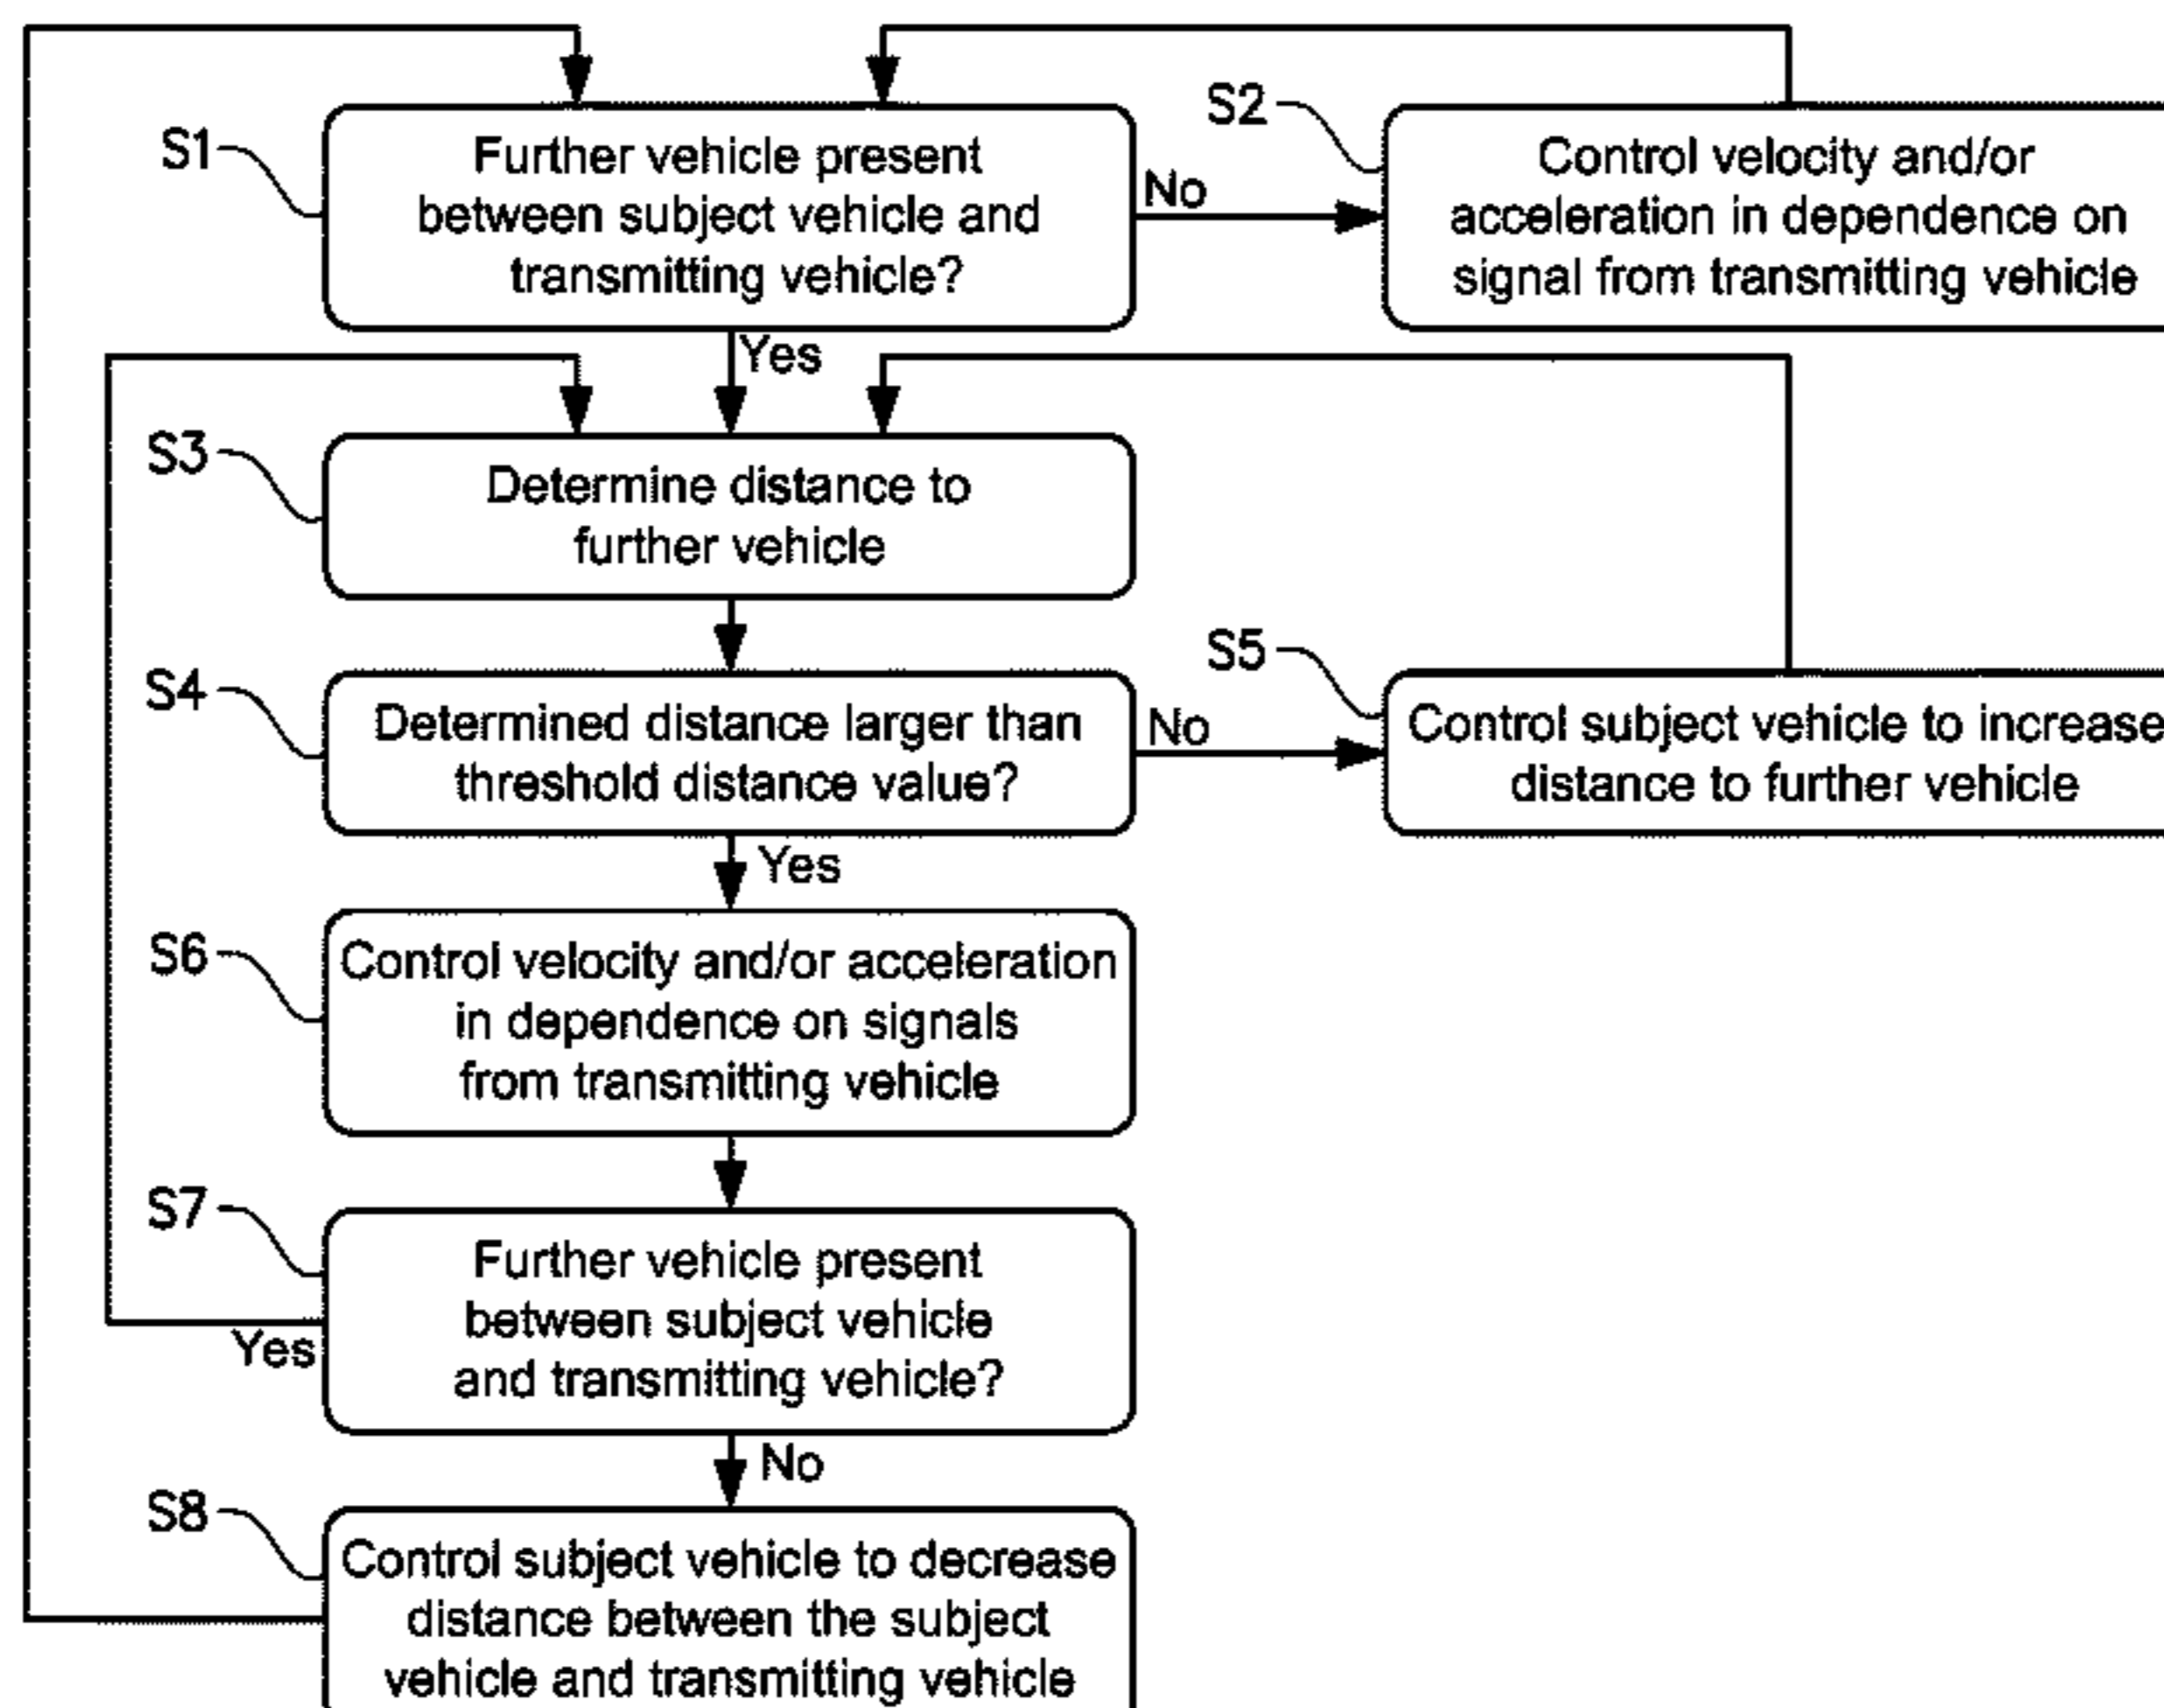 S1
Further vehicle present
between subject vehicle and
transmitting vehicle?
No
S2
Control velocity and/or
acceleration in dependence on
signal from transmitting vehicle
Yes
S3
Determine distance to
further vehicle
S4
Determined distance larger than
threshold distance value?
No
S5
Control subject vehicle to increase
distance to further vehicle
Yes
S6
Control velocity and/or acceleration
in dependence on signals
from transmitting vehicle
S7
Further vehicle present
between subject vehicle
and transmitting vehicle?
Yes
No
S8
Control subject vehicle to decrease
distance between the subject
vehicle and transmitting vehicle